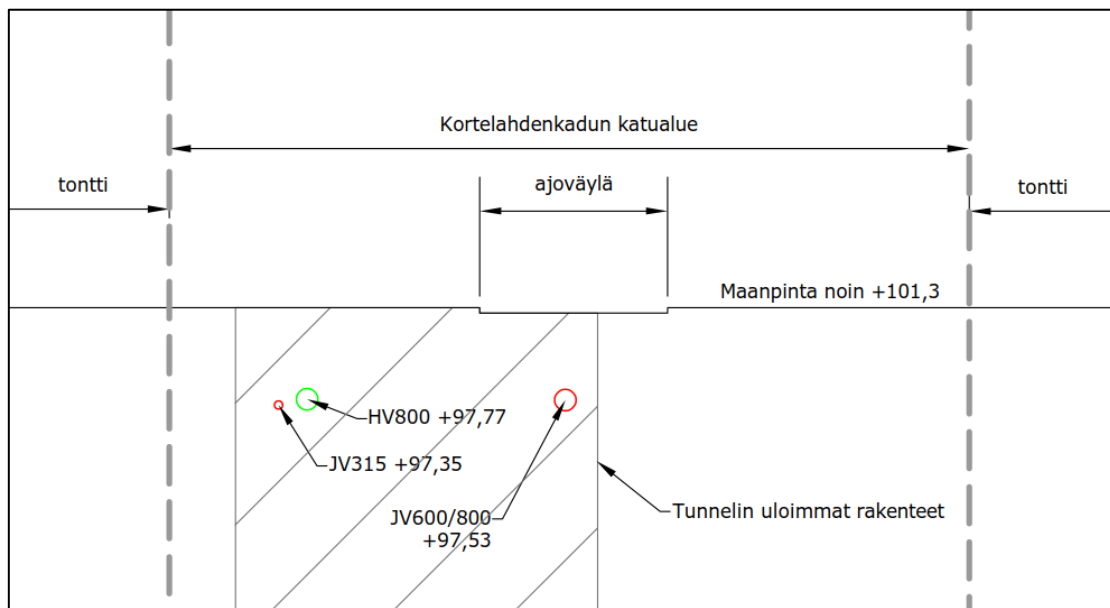 Kortelahdenkadun katualue
tontti
ajoväylä
tontti
Maanpinta noin +101,3
HV800 +97,77
JV315 +97,35
JV600/800
+97,53
Tunnelin uloimmat rakenteet